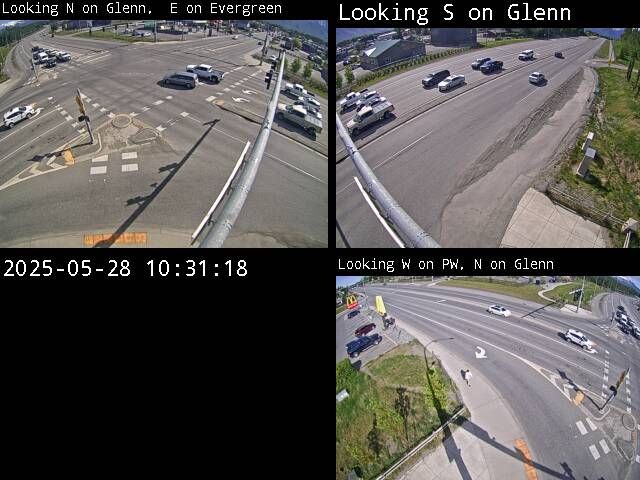 Looking N on Glenn,  E on Evergreen
Looking S on Glenn
2025-05-28 10:31:18
Looking W on PW, N on Glenn